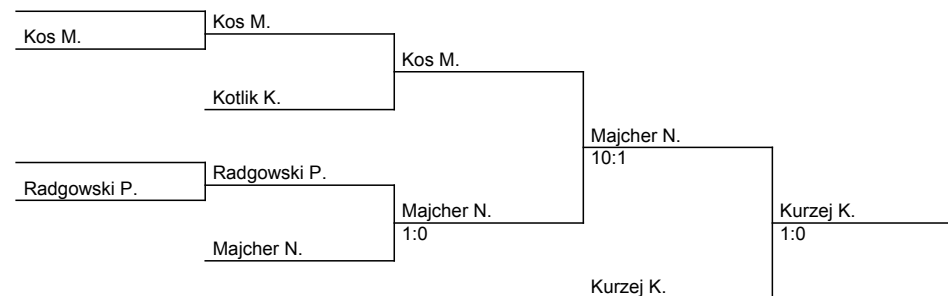 Kos M.
Kos M.
Kos M.
Kotlik K.
Majcher N.
10:1
Radgowski P.
Radgowski P.
Majcher N.
1:0
Kurzej K.
1:0
Majcher N.
Kurzej K.